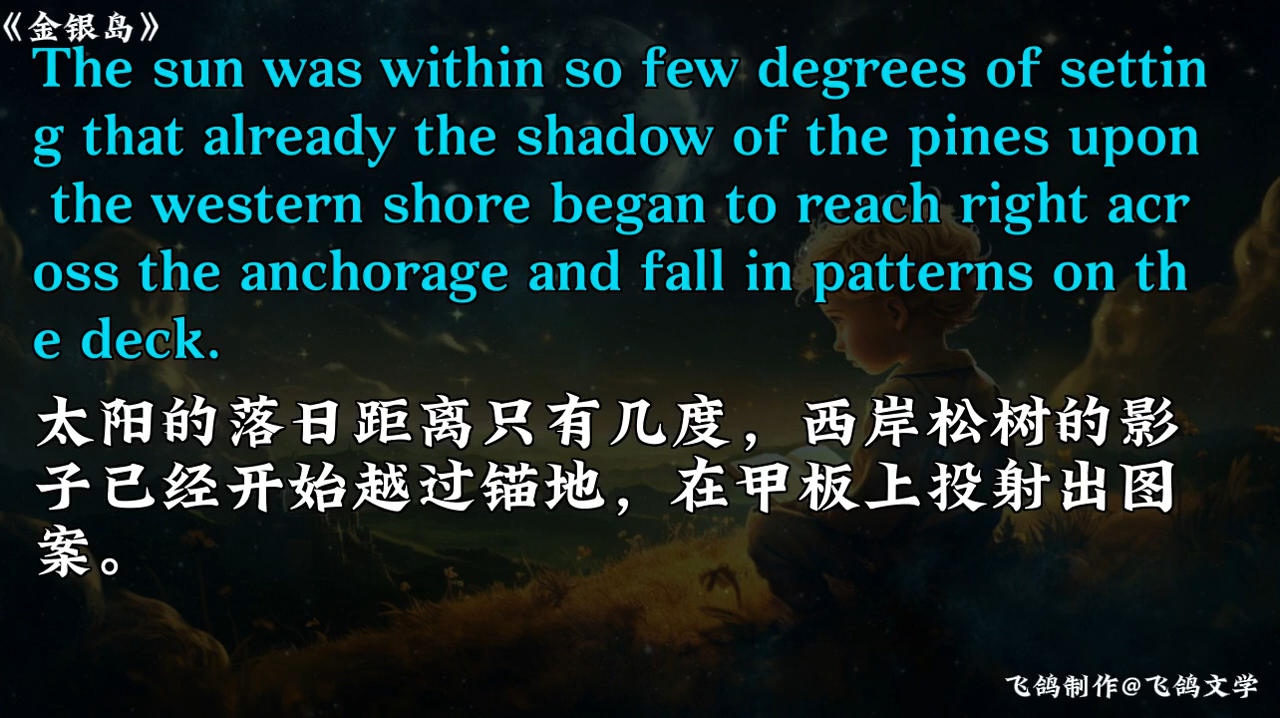 《金银岛》
The sun was within so few degrees of settin
g that already the shadow of the pines upon
the western shore began to reach right acr
oss the anchorage and fall in patterns on th
e deck.
太阳的落日距离只有几度，西岸松树的影
子已经开始越过锚地，在甲板上投射出图
案。
飞鸽制作@飞鸽文学